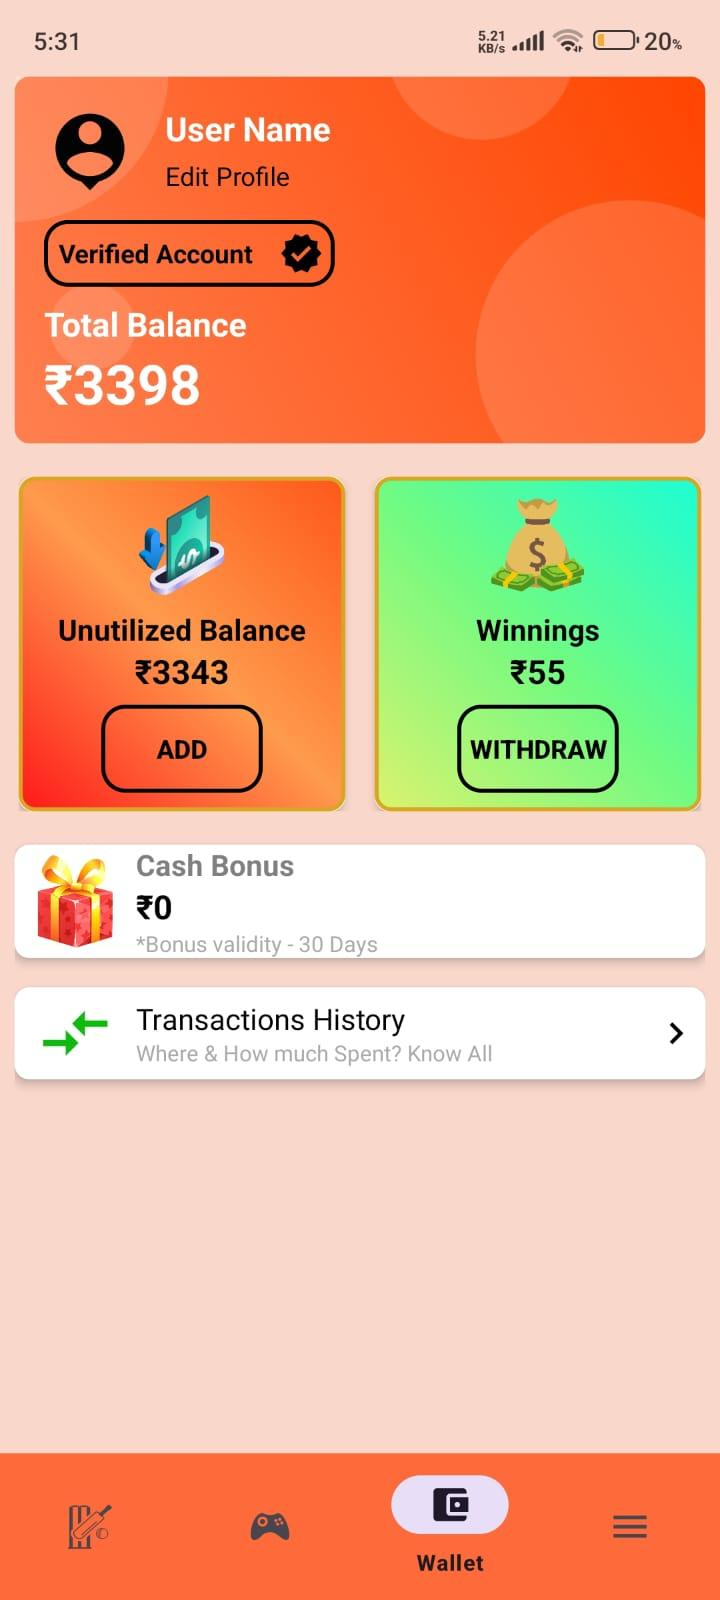 5:31
5.21
KB/s
20%
User Name
Edit Profile
Verified Account
Total Balance
₹3398
Unutilized Balance
₹3343
ADD
Winnings
₹55
WITHDRAW
Cash Bonus
₹0
*Bonus validity - 30 Days
Transactions History
Where & How much Spent? Know All
Wallet